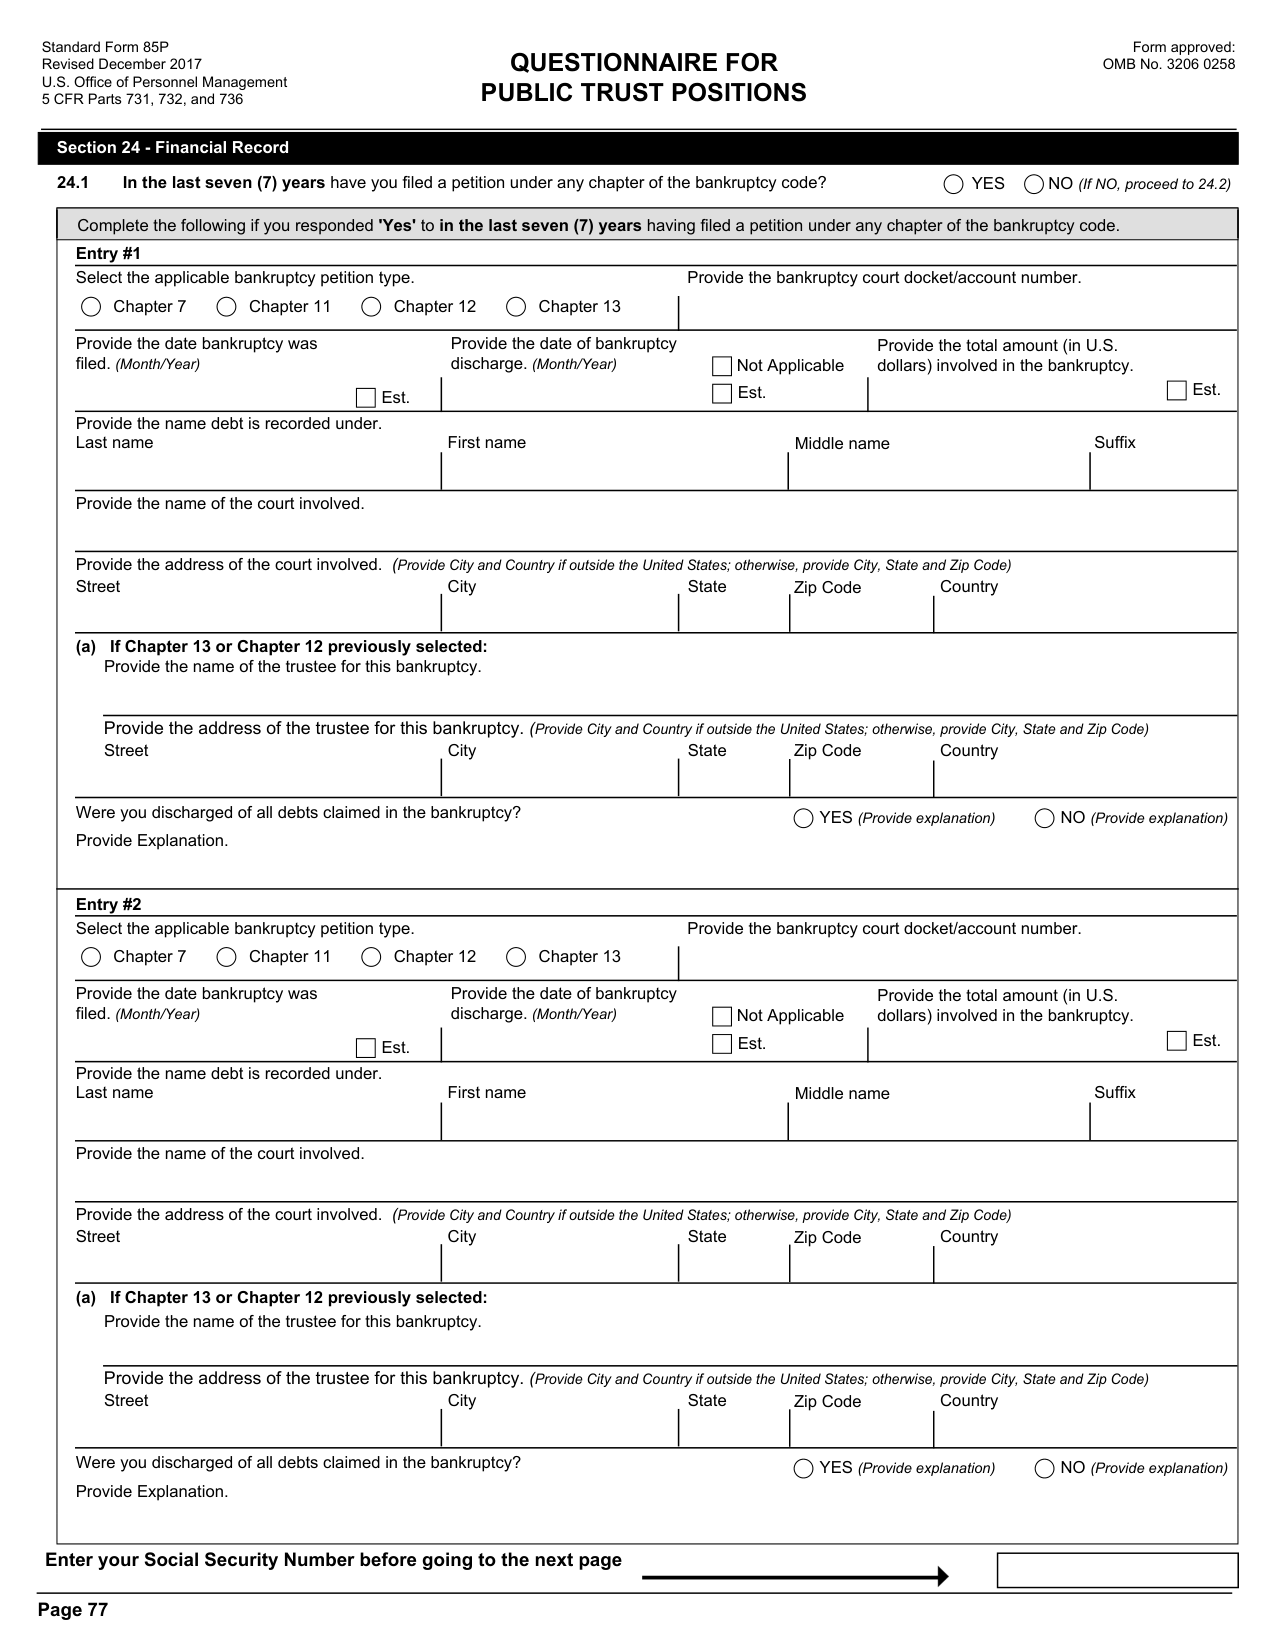 Standard Form 85P
Revised December 2017
U.S. Office of Personnel Management
5 CFR Parts 731, 732, and 736
QUESTIONNAIRE FOR
PUBLIC TRUST POSITIONS
Form approved:
OMB No. 3206 0258
Section 24 - Financial Record
24.1 In the last seven (7) years have you filed a petition under any chapter of the bankruptcy code? YES NO (If NO, proceed to 24.2)
Complete the following if you responded 'Yes' to in the last seven (7) years having filed a petition under any chapter of the bankruptcy code.
Entry #1
Select the applicable bankruptcy petition type. Provide the bankruptcy court docket/account number.
Chapter 7 Chapter 11 Chapter 12 Chapter 13
Provide the date bankruptcy was
filed. (Month/Year)
Est.
Provide the date of bankruptcy
discharge. (Month/Year)
Not Applicable
Est.
Provide the total amount (in U.S.
dollars) involved in the bankruptcy.
Est.
Provide the name debt is recorded under.
Last name First name Middle name Suffix
Provide the name of the court involved.
Provide the address of the court involved. (Provide City and Country if outside the United States; otherwise, provide City, State and Zip Code)
Street City State Zip Code Country
(a) If Chapter 13 or Chapter 12 previously selected:
Provide the name of the trustee for this bankruptcy.
Provide the address of the trustee for this bankruptcy. (Provide City and Country if outside the United States; otherwise, provide City, State and Zip Code)
Street City State Zip Code Country
Were you discharged of all debts claimed in the bankruptcy? YES (Provide explanation) NO (Provide explanation)
Provide Explanation.
Entry #2
Select the applicable bankruptcy petition type. Provide the bankruptcy court docket/account number.
Chapter 7 Chapter 11 Chapter 12 Chapter 13
Provide the date bankruptcy was
filed. (Month/Year)
Est.
Provide the date of bankruptcy
discharge. (Month/Year)
Not Applicable
Est.
Provide the total amount (in U.S.
dollars) involved in the bankruptcy.
Est.
Provide the name debt is recorded under.
Last name First name Middle name Suffix
Provide the name of the court involved.
Provide the address of the court involved. (Provide City and Country if outside the United States; otherwise, provide City, State and Zip Code)
Street City State Zip Code Country
(a) If Chapter 13 or Chapter 12 previously selected:
Provide the name of the trustee for this bankruptcy.
Provide the address of the trustee for this bankruptcy. (Provide City and Country if outside the United States; otherwise, provide City, State and Zip Code)
Street City State Zip Code Country
Were you discharged of all debts claimed in the bankruptcy? YES (Provide explanation) NO (Provide explanation)
Provide Explanation.
Enter your Social Security Number before going to the next page
Page 77